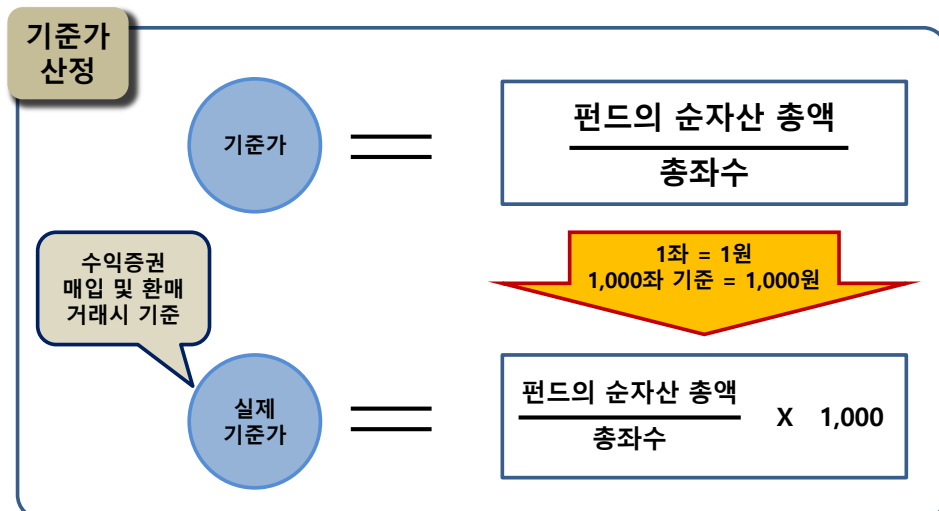 기준가
산정
기준가
펀드의 순자산 총액
총좌수
1좌 = 1원
1,000좌 기준 = 1,000원
수익증권
매입 및 환매
거래시 기준
실제
기준가
펀드의 순자산 총액
총좌수
X 1,000